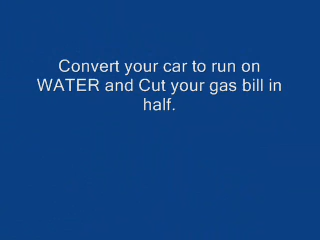 Convert your car to run on
WATER and Cut your gas bill in
half.